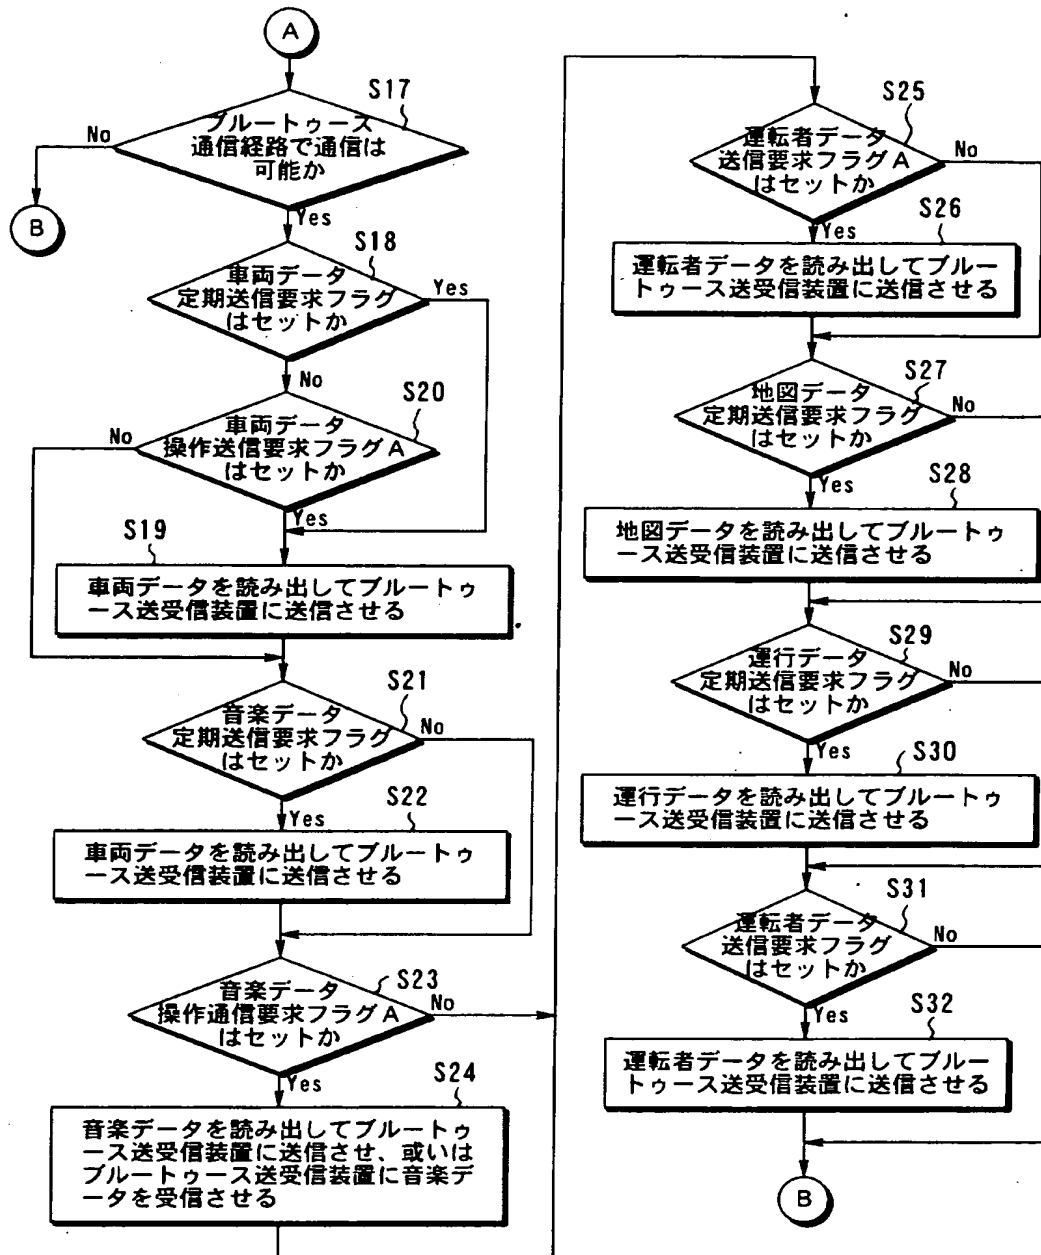 A
S17
ブルートゥース
通信経路で通信は
可能か
No
B
Yes
S18
車両データ
定期送信要求フラグ
はセットか
Yes
No
S20
車両データ
操作送信要求フラグA
はセットか
No
Yes
S19
車両データを読み出してブルートゥ
ース送受信装置に送信させる
S21
音楽データ
定期送信要求フラグ
はセットか
No
Yes
S22
車両データを読み出してブルートゥ
ース送受信装置に送信させる
S23
音楽データ
操作通信要求フラグA
はセットか
No
Yes
S24
音楽データを読み出してブルートゥ
ース送受信装置に送信させ、或いは
ブルートゥース送受信装置に音楽デ
ータを受信させる
S25
運転者データ
送信要求フラグA
はセットか
No
Yes
S26
運転者データを読み出してブルー
トゥース送受信装置に送信させる
S27
地図データ
定期送信要求フラグ
はセットか
No
Yes
S28
地図データを読み出してブルートゥ
ース送受信装置に送信させる
S29
運行データ
定期送信要求フラグ
はセットか
No
Yes
S30
運行データを読み出してブルートゥ
ース送受信装置に送信させる
S31
運転者データ
送信要求フラグ
はセットか
No
Yes
S32
運転者データを読み出してブルー
トゥース送受信装置に送信させる
B